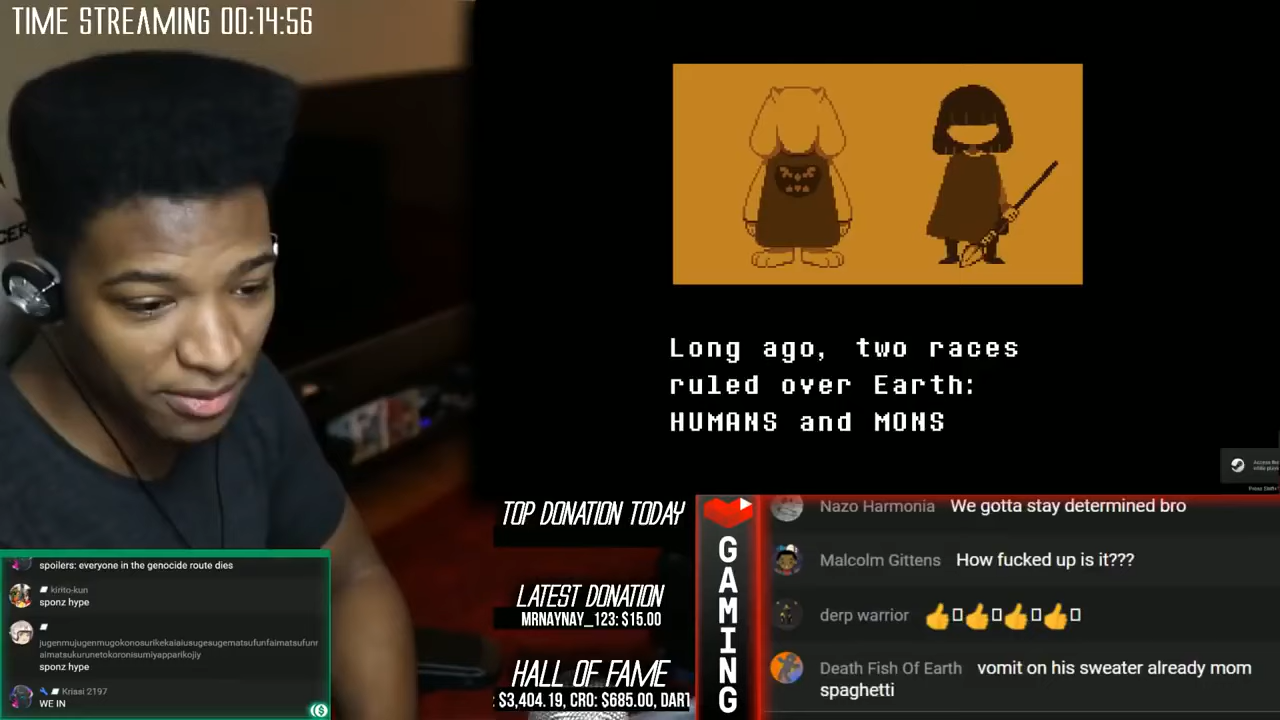 TIME STREAMING 00:14:56
Long ago, two races
ruled over Earth:
HUMANS and MONS
TOP DONATION TODAY
LATEST DONATION
MRNAYNAY_123: $15.00
HALL OF FAME
: $3,404.19, CRO: $685.00, DART
GAMING
Nazo Harmonia We gotta stay determined bro
Malcolm Gittens How fucked up is it???
derp warrior 👍👍👍👍
Death Fish Of Earth vomit on his sweater already mom
spaghetti
spoilers: everyone in the genocide route dies
kirito-kun
sponz hype
sponz hype
Krissi 2197
WE IN